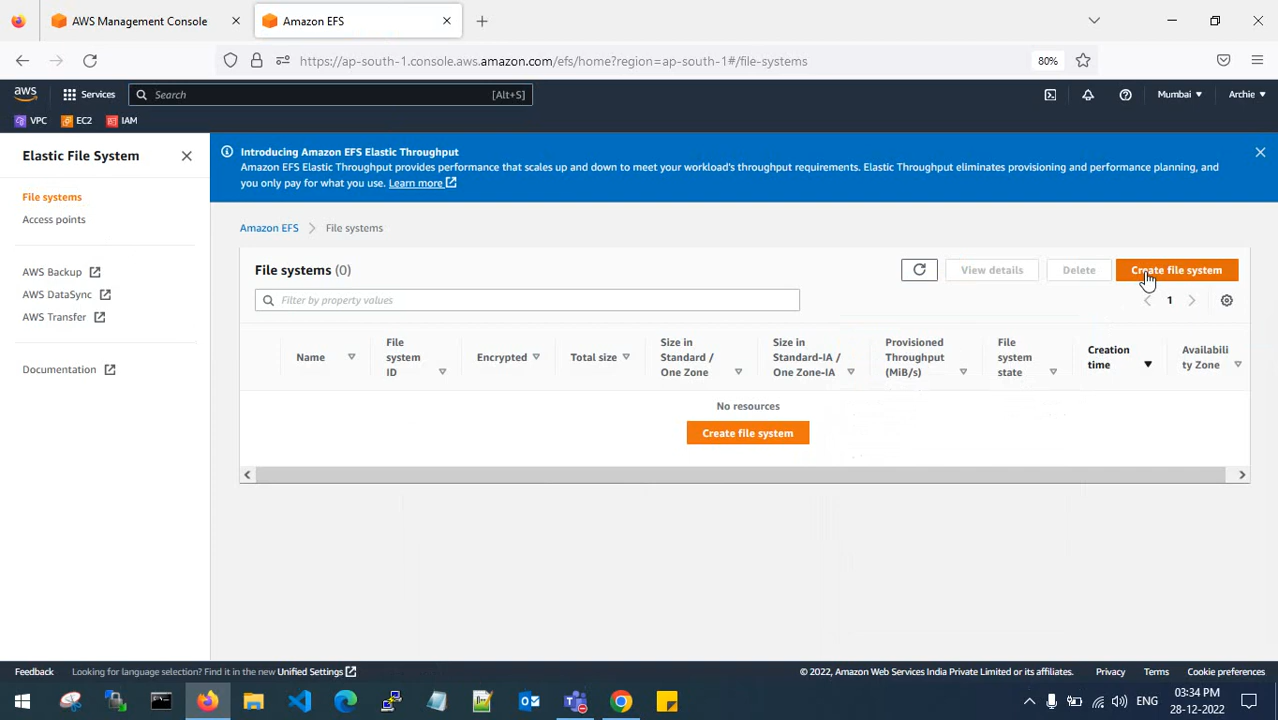 AWS Management Console
Amazon EFS
https://ap-south-1.console.aws.amazon.com/efs/home?region=ap-south-1#/file-systems
80%
aws
Services
Search
[Alt+S]
Mumbai
Archie
VPC
EC2
IAM
Elastic File System
File systems
Access points
AWS Backup
AWS DataSync
AWS Transfer
Documentation
Introducing Amazon EFS Elastic Throughput
Amazon EFS Elastic Throughput provides performance that scales up and down to meet your workload's throughput requirements. Elastic Throughput eliminates provisioning and performance planning, and
you only pay for what you use. Learn more
Amazon EFS
File systems
File systems (0)
View details
Delete
Create file system
Filter by property values
1
Name
File
system
ID
Encrypted
Total size
Size in
Standard /
One Zone
Size in
Standard-IA /
One Zone-IA
Provisioned
Throughput
(MiB/s)
File
system
state
Creation
time
Availabili
ty Zone
No resources
Create file system
Feedback
Looking for language selection? Find it in the new Unified Settings
© 2022, Amazon Web Services India Private Limited or its affiliates.
Privacy
Terms
Cookie preferences
ENG
03:34 PM
28-12-2022